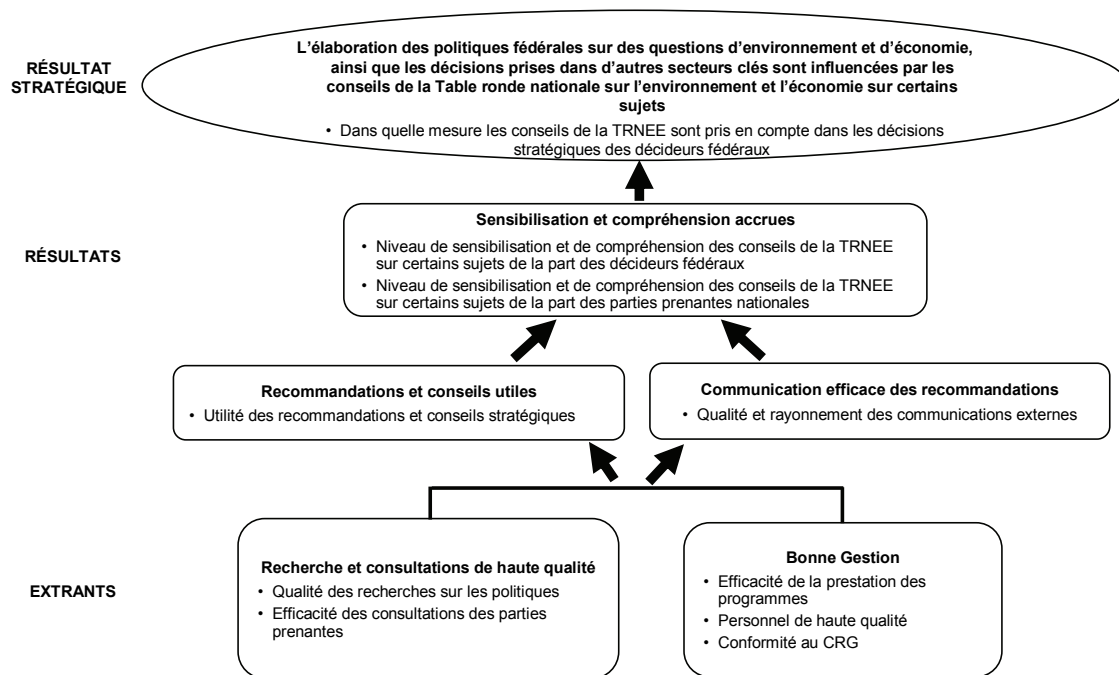 RÉSULTAT
STRATÉGIQUE
L'élaboration des politiques fédérales sur des questions d'environnement et d'économie,
ainsi que les décisions prises dans d'autres secteurs clés sont influencées par les
conseils de la Table ronde nationale sur l'environnement et l'économie sur certains
sujets
• Dans quelle mesure les conseils de la TRNEE sont pris en compte dans les décisions
stratégiques des décideurs fédéraux
RÉSULTATS
Sensibilisation et compréhension accrues
• Niveau de sensibilisation et de compréhension des conseils de la TRNEE
sur certains sujets de la part des décideurs fédéraux
• Niveau de sensibilisation et de compréhension des conseils de la TRNEE
sur certains sujets de la part des parties prenantes nationales
Recommandations et conseils utiles
• Utilité des recommandations et conseils stratégiques
Communication efficace des recommandations
• Qualité et rayonnement des communications externes
EXTRANTS
Recherche et consultations de haute qualité
• Qualité des recherches sur les politiques
• Efficacité des consultations des parties
prenantes
Bonne Gestion
• Efficacité de la prestation des
programmes
• Personnel de haute qualité
• Conformité au CRG